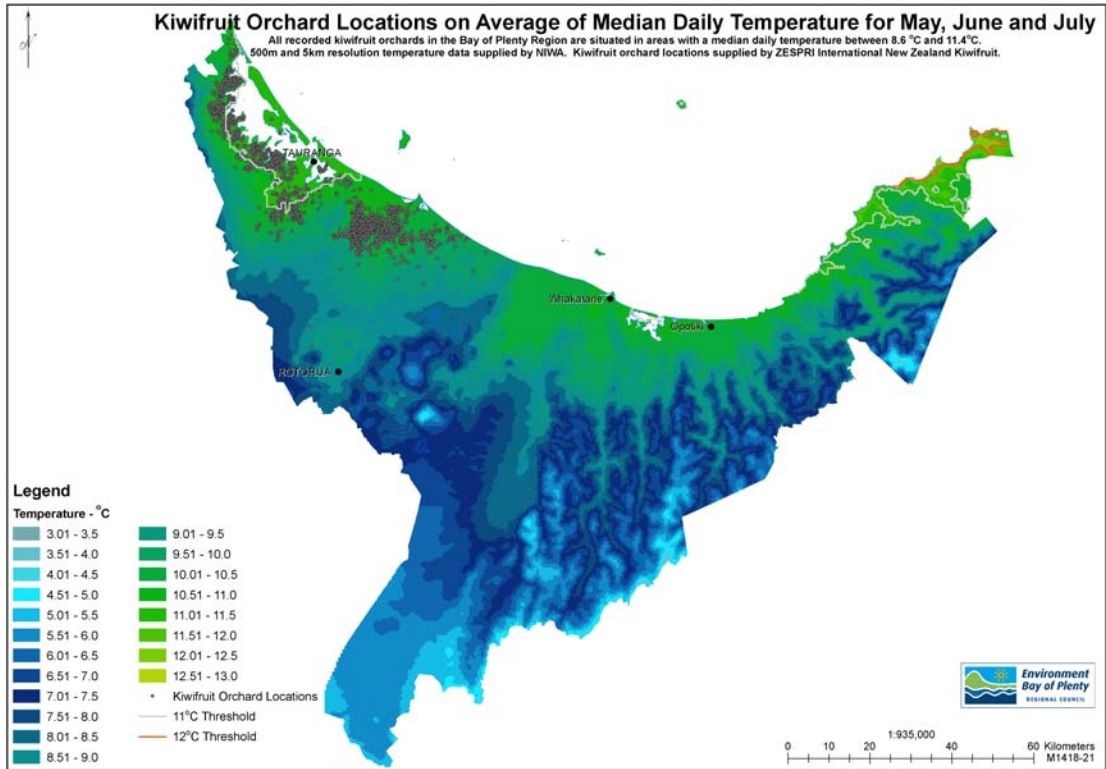 Kiwifruit Orchard Locations on Average of Median Daily Temperature for May, June and July
All recorded kiwifruit orchards in the Bay of Plenty Region are situated in areas with a median daily temperature between 8.6 °C and 11.4°C.
500m and 5km resolution temperature data supplied by NIWA. Kiwifruit orchard locations supplied by ZESPRI International New Zealand Kiwifruit.
N
TAURANGA
Whakatane
Opotiki
ROTORUA
Legend
Temperature - °C
3.01 - 3.5
3.51 - 4.0
4.01 - 4.5
4.51 - 5.0
5.01 - 5.5
5.51 - 6.0
6.01 - 6.5
6.51 - 7.0
7.01 - 7.5
7.51 - 8.0
8.01 - 8.5
8.51 - 9.0
9.01 - 9.5
9.51 - 10.0
10.01 - 10.5
10.51 - 11.0
11.01 - 11.5
11.51 - 12.0
12.01 - 12.5
12.51 - 13.0
Kiwifruit Orchard Locations
11°C Threshold
12°C Threshold
Environment
Bay of Plenty
REGIONAL COUNCIL
1:935,000
0 10 20 40 60 Kilometers
M1418-21